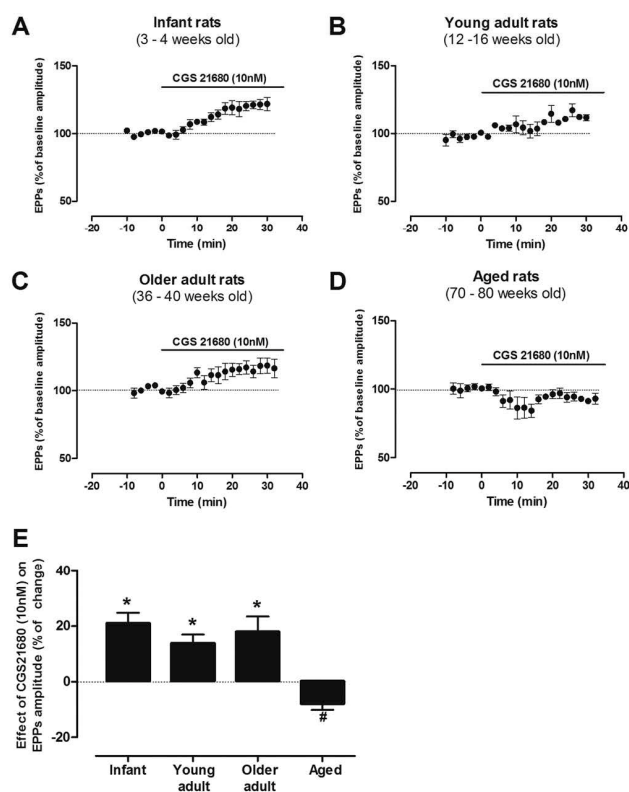 A
Infant rats
(3 - 4 weeks old)
CGS 21680 (10nM)
EPPs (% of baseline amplitude)
150
100
50
-20 -10 0 10 20 30 40
Time (min)
B
Young adult rats
(12 -16 weeks old)
CGS 21680 (10nM)
EPPs (% of baseline amplitude)
150
100
50
-20 -10 0 10 20 30 40
Time (min)
C
Older adult rats
(36 - 40 weeks old)
CGS 21680 (10nM)
EPPs (% of baseline amplitude)
150
100
50
-20 -10 0 10 20 30 40
Time (min)
D
Aged rats
(70 - 80 weeks old)
CGS 21680 (10nM)
EPPs (% of baseline amplitude)
150
100
50
-20 -10 0 10 20 30 40
Time (min)
E
Effect of CGS21680 (10nM) on
EPPs amplitude (% of change)
40
20
0
-20
*
*
*
#
Infant
Young
adult
Older
adult
Aged